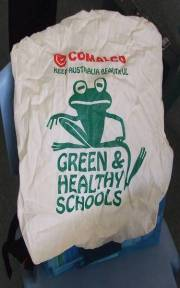 COMALCO
KEEP AUSTRALIA BEAUTIFUL
GREEN &
HEALTHY
SCHOOLS